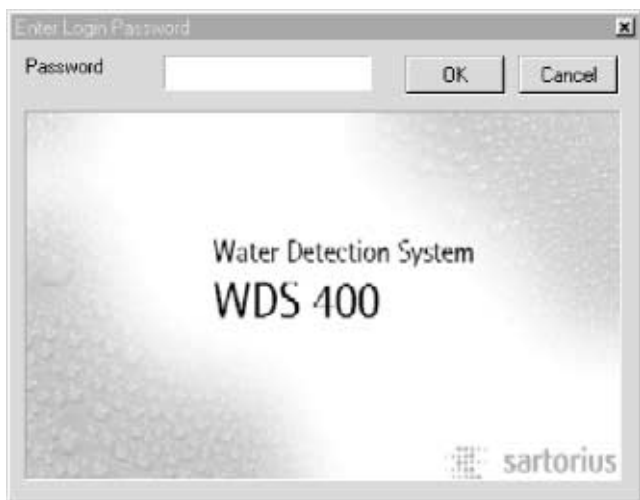 Enter Login Password
Password
OK
Cancel
Water Detection System
WDS 400
sartorius